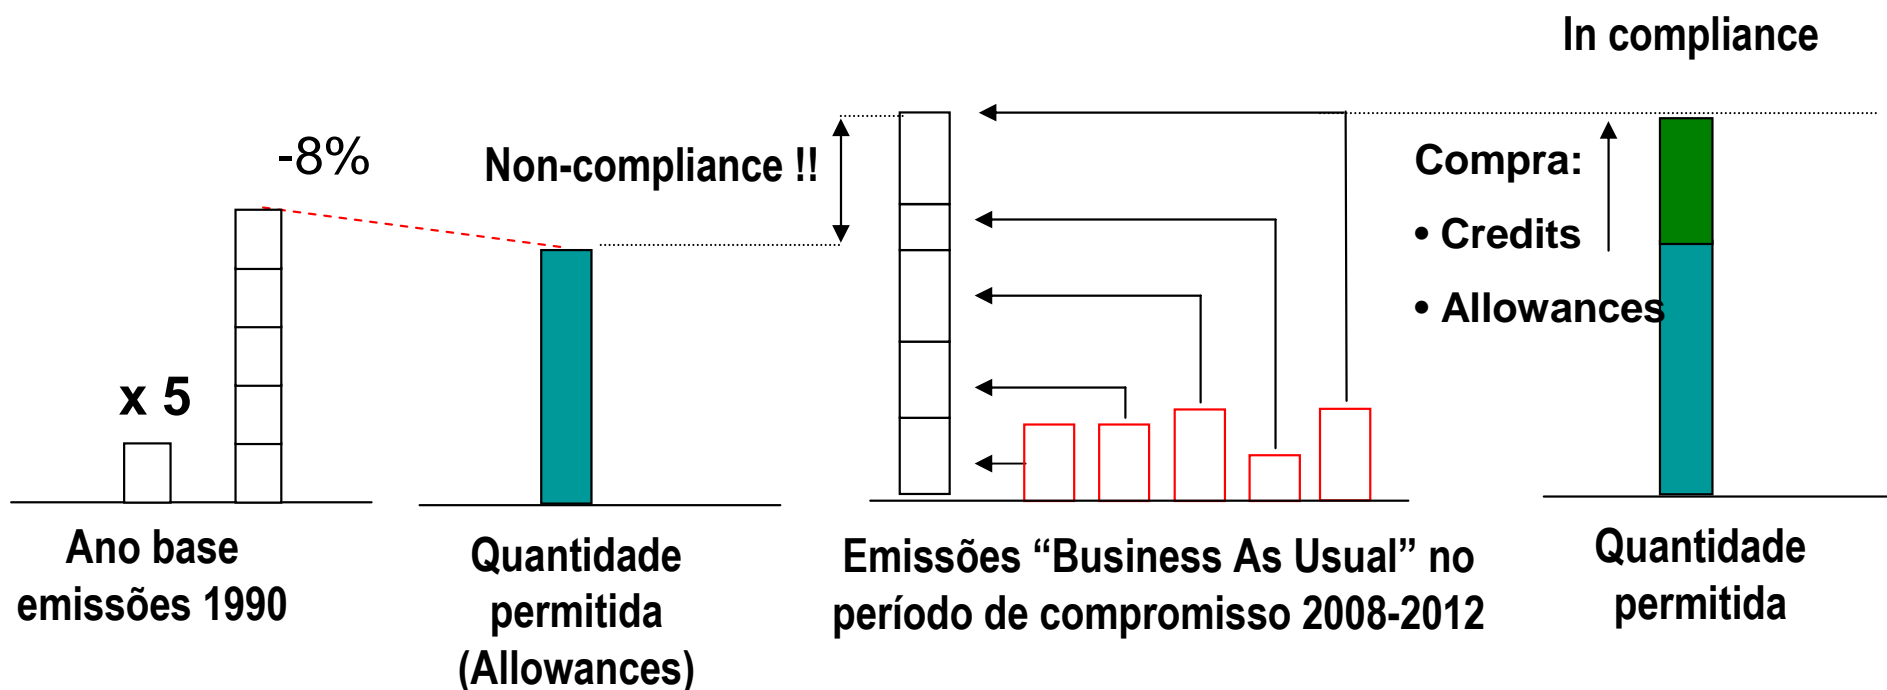 In compliance
-8%
Non-compliance !!
Compra:
• Credits
• Allowances
x 5
Ano base
emissões 1990
Quantidade
permitida
(Allowances)
Emissões “Business As Usual” no
período de compromisso 2008-2012
Quantidade
permitida